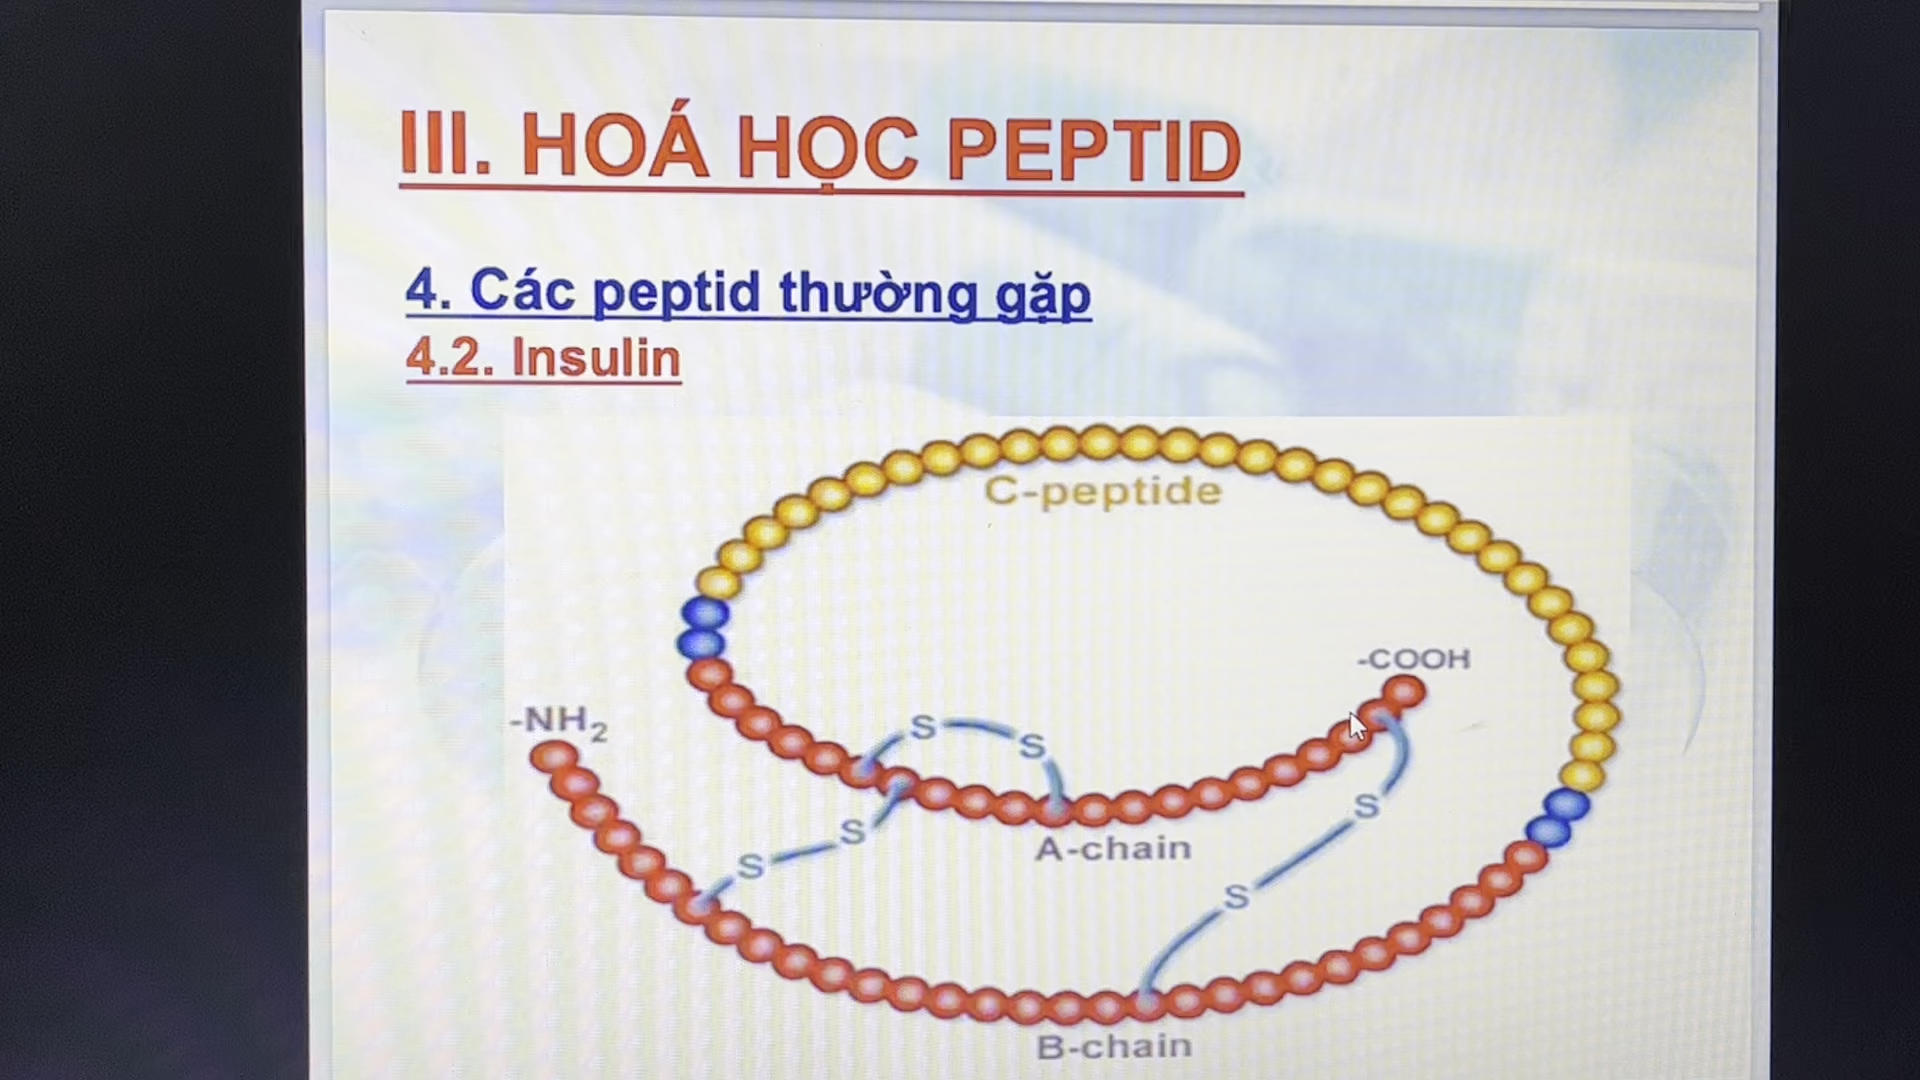 III. HOÁ HỌC PEPTID
4. Các peptid thường gặp
4.2. Insulin
C-peptide
-COOH
-NH₂
S
S
S
S
A-chain
S
S
B-chain